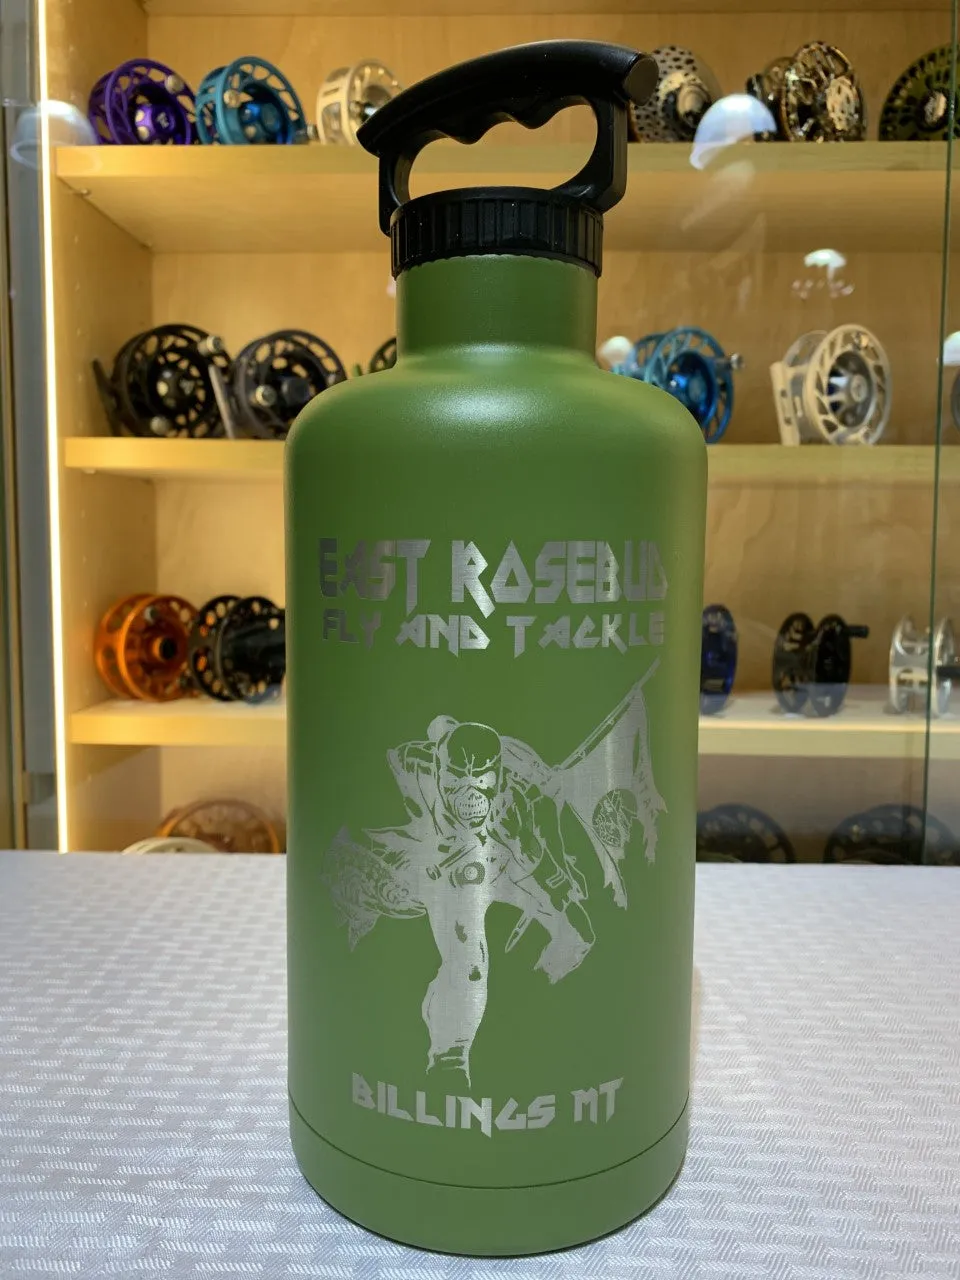 EAST ROSEBUD
FLY AND TACKLE
BILLINGS MT